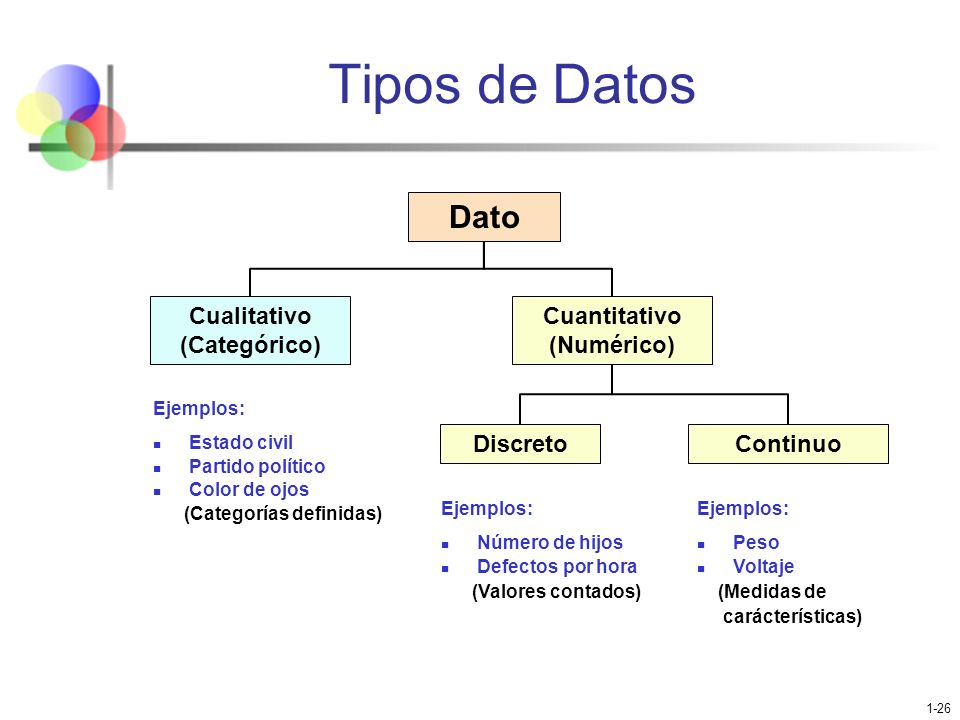 Tipos de Datos
Dato
Cualitativo
(Categórico)
Cuantitativo
(Numérico)
Ejemplos:
Estado civil
Partido político
Color de ojos
(Categorías definidas)
Discreto
Continuo
Ejemplos:
Número de hijos
Defectos por hora
(Valores contados)
Ejemplos:
Peso
Voltaje
(Medidas de
carácterísticas)
1-26